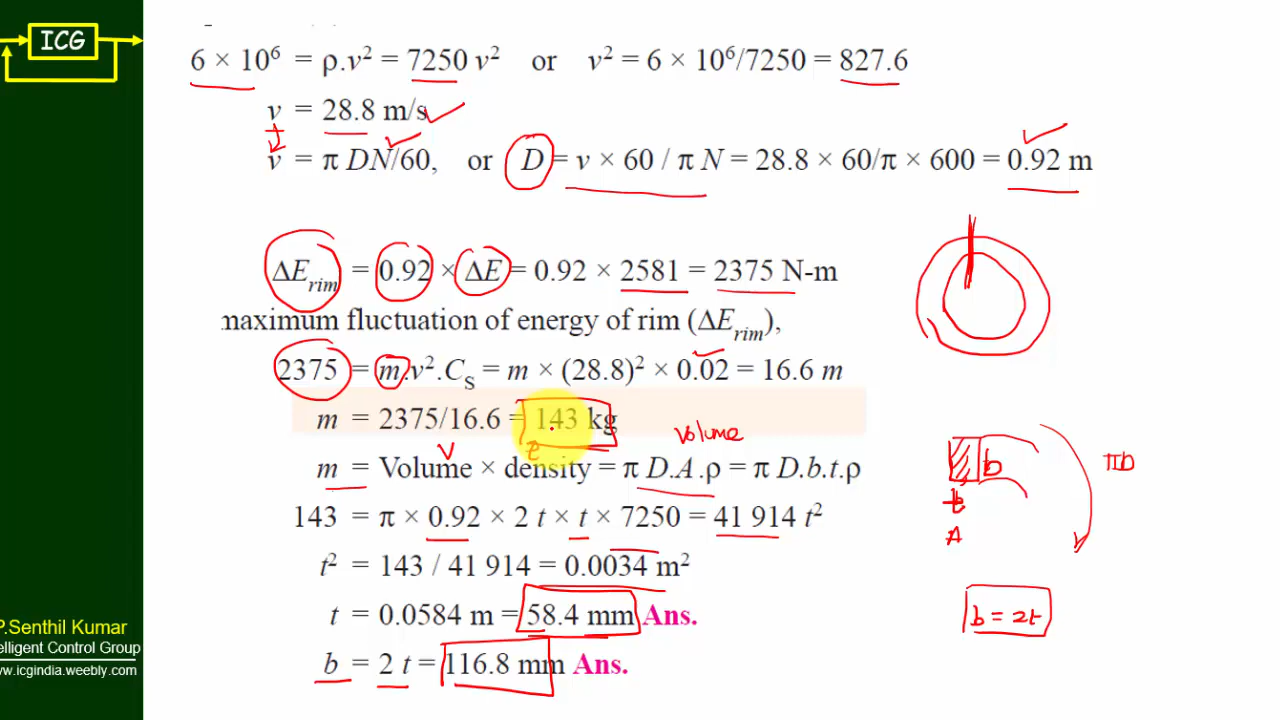 ICG
6 × 10⁶ = ρ.v² = 7250 v² or v² = 6 × 10⁶/7250 = 827.6
v = 28.8 m/s
v = π DN/60, or D = v × 60 / π N = 28.8 × 60/π × 600 = 0.92 m
ΔE_rim = 0.92 × ΔE = 0.92 × 2581 = 2375 N-m
maximum fluctuation of energy of rim (ΔE_rim),
2375 = m.v².C_S = m × (28.8)² × 0.02 = 16.6 m
m = 2375/16.6 = 143 kg
V
volume
m = Volume × density = π D.A.ρ = π D.b.t.ρ
b
πD
t
A
143 = π × 0.92 × 2 t × t × 7250 = 41 914 t²
t² = 143 / 41 914 = 0.0034 m²
t = 0.0584 m = 58.4 mm Ans.
b = 2t
b = 2 t = 116.8 mm Ans.
P.Senthil Kumar
elligent Control Group
www.icgindia.weebly.com